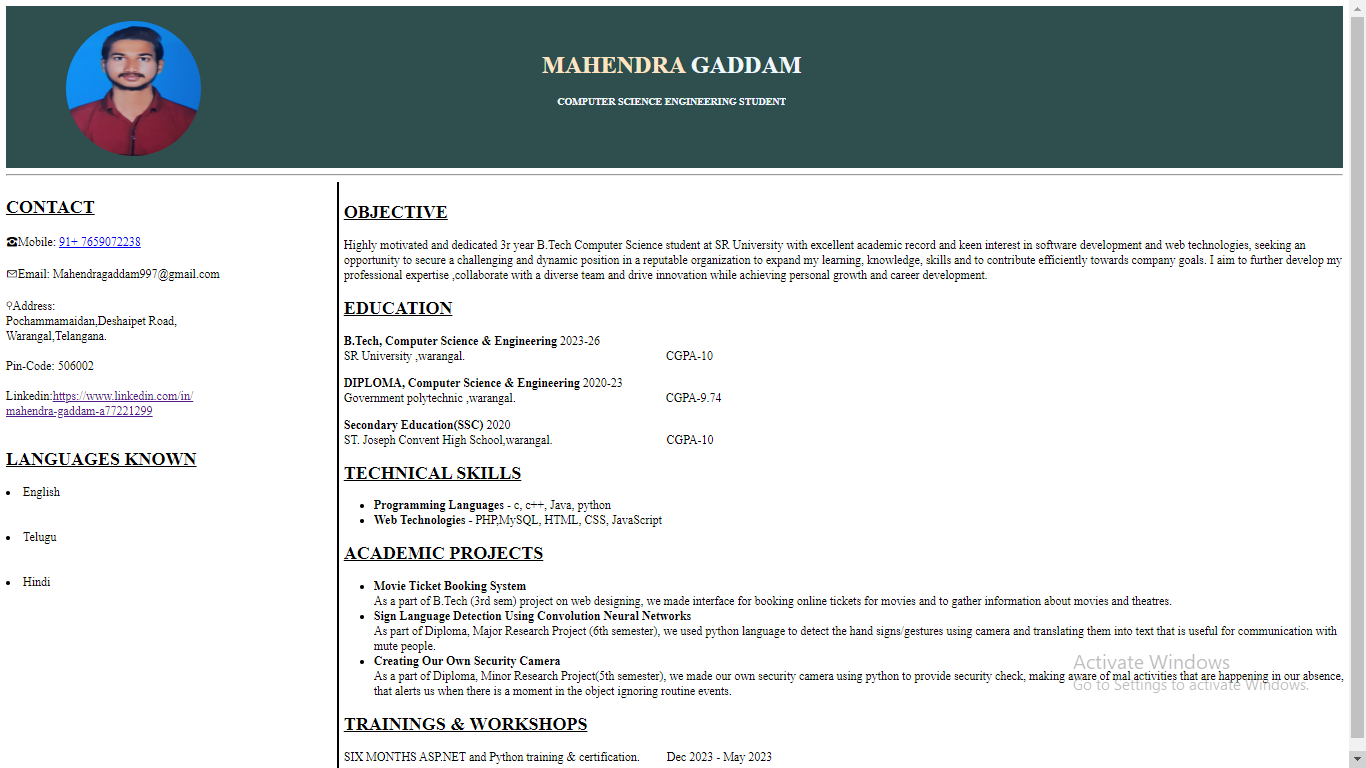 MAHENDRA GADDAM
COMPUTER SCIENCE ENGINEERING STUDENT
CONTACT
☎Mobile: 91+ 7659072238
🖂Email: Mahendragaddam997@gmail.com
⚲Address:
Pochammamaidan,Deshaipet Road,
Warangal,Telangana.
Pin-Code: 506002
Linkedin:https://www.linkedin.com/in/
mahendra-gaddam-a77221299
LANGUAGES KNOWN
• English
• Telugu
• Hindi
OBJECTIVE
Highly motivated and dedicated 3r year B.Tech Computer Science student at SR University with excellent academic record and keen interest in software development and web technologies, seeking an
opportunity to secure a challenging and dynamic position in a reputable organization to expand my learning, knowledge, skills and to contribute efficiently towards company goals. I aim to further develop my
professional expertise ,collaborate with a diverse team and drive innovation while achieving personal growth and career development.
EDUCATION
B.Tech, Computer Science & Engineering 2023-26
SR University ,warangal. CGPA-10
DIPLOMA, Computer Science & Engineering 2020-23
Government polytechnic ,warangal. CGPA-9.74
Secondary Education(SSC) 2020
ST. Joseph Convent High School,warangal. CGPA-10
TECHNICAL SKILLS
• Programming Languages - c, c++, Java, python
• Web Technologies - PHP,MySQL, HTML, CSS, JavaScript
ACADEMIC PROJECTS
• Movie Ticket Booking System
As a part of B.Tech (3rd sem) project on web designing, we made interface for booking online tickets for movies and to gather information about movies and theatres.
• Sign Language Detection Using Convolution Neural Networks
As part of Diploma, Major Research Project (6th semester), we used python language to detect the hand signs/gestures using camera and translating them into text that is useful for communication with
mute people.
• Creating Our Own Security Camera
As a part of Diploma, Minor Research Project(5th semester), we made our own security camera using python to provide security check, making aware of mal activities that are happening in our absence,
that alerts us when there is a moment in the object ignoring routine events.
TRAININGS & WORKSHOPS
SIX MONTHS ASP.NET and Python training & certification. Dec 2023 - May 2023
Activate Windows
Go to Settings to activate Windows.